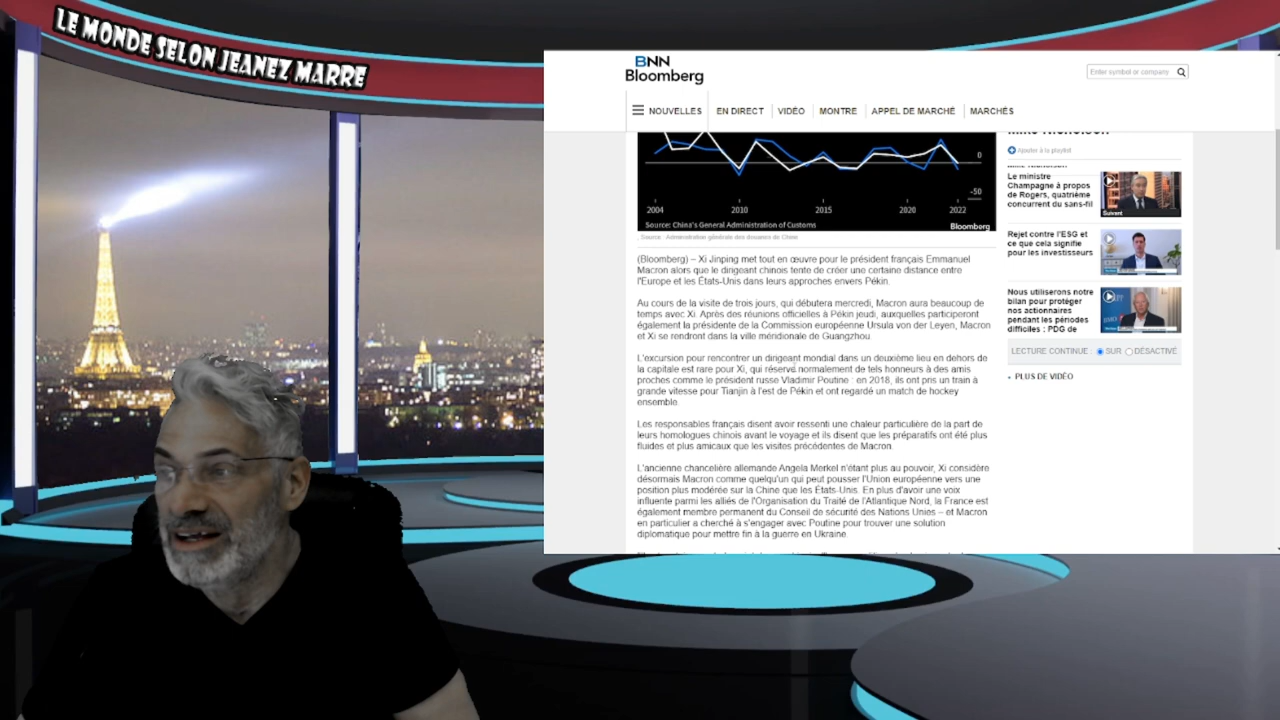 LE MONDE SELON JEANEZ MARRE
BNN
Bloomberg
Enter symbol or company
NOUVELLES
EN DIRECT
VIDÉO
MONTRE
APPEL DE MARCHÉ
MARCHÉS
0
-50
2004
2010
2015
2020
2022
Source: China's General Administration of Customs
Bloomberg
. Source : Administration générale des douanes de Chine
(Bloomberg) – Xi Jinping met tout en œuvre pour le président français Emmanuel
Macron alors que le dirigeant chinois tente de créer une certaine distance entre
l'Europe et les États-Unis dans leurs approches envers Pékin.
Au cours de la visite de trois jours, qui débutera mercredi, Macron aura beaucoup de
temps avec Xi. Après des réunions officielles à Pékin jeudi, auxquelles participeront
également la présidente de la Commission européenne Ursula von der Leyen, Macron
et Xi se rendront dans la ville méridionale de Guangzhou.
L'excursion pour rencontrer un dirigeant mondial dans un deuxième lieu en dehors de
la capitale est rare pour Xi, qui réserve normalement de tels honneurs à des amis
proches comme le président russe Vladimir Poutine : en 2018, ils ont pris un train à
grande vitesse pour Tianjin à l'est de Pékin et ont regardé un match de hockey
ensemble.
Les responsables français disent avoir ressenti une chaleur particulière de la part de
leurs homologues chinois avant le voyage et ils disent que les préparatifs ont été plus
fluides et plus amicaux que les visites précédentes de Macron.
L'ancienne chancelière allemande Angela Merkel n'étant plus au pouvoir, Xi considère
désormais Macron comme quelqu'un qui peut pousser l'Union européenne vers une
position plus modérée sur la Chine que les États-Unis. En plus d'avoir une voix
influente parmi les alliés de l'Organisation du Traité de l'Atlantique Nord, la France est
également membre permanent du Conseil de sécurité des Nations Unies – et Macron
en particulier a cherché à s'engager avec Poutine pour trouver une solution
diplomatique pour mettre fin à la guerre en Ukraine.
Mike Nicholson
Ajouter à la playlist
Le ministre
Champagne à propos
de Rogers, quatrième
concurrent du sans-fil
Suivant
Rejet contre l'ESG et
ce que cela signifie
pour les investisseurs
Nous utiliserons notre
bilan pour protéger
nos actionnaires
pendant les périodes
difficiles : PDG de
LECTURE CONTINUE
SUR
DÉSACTIVÉ
PLUS DE VIDÉO